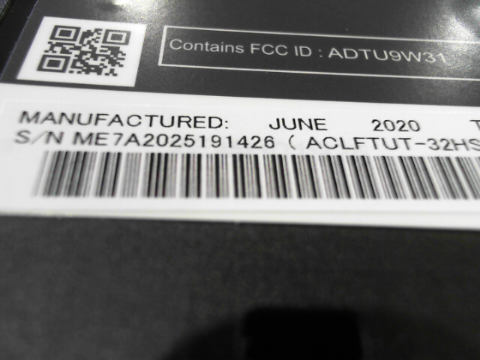 Contains FCC ID : ADTU9W31
MANUFACTURED: JUNE 2020 T
S/N ME7A2025191426 ( ACLFTUT-32HS